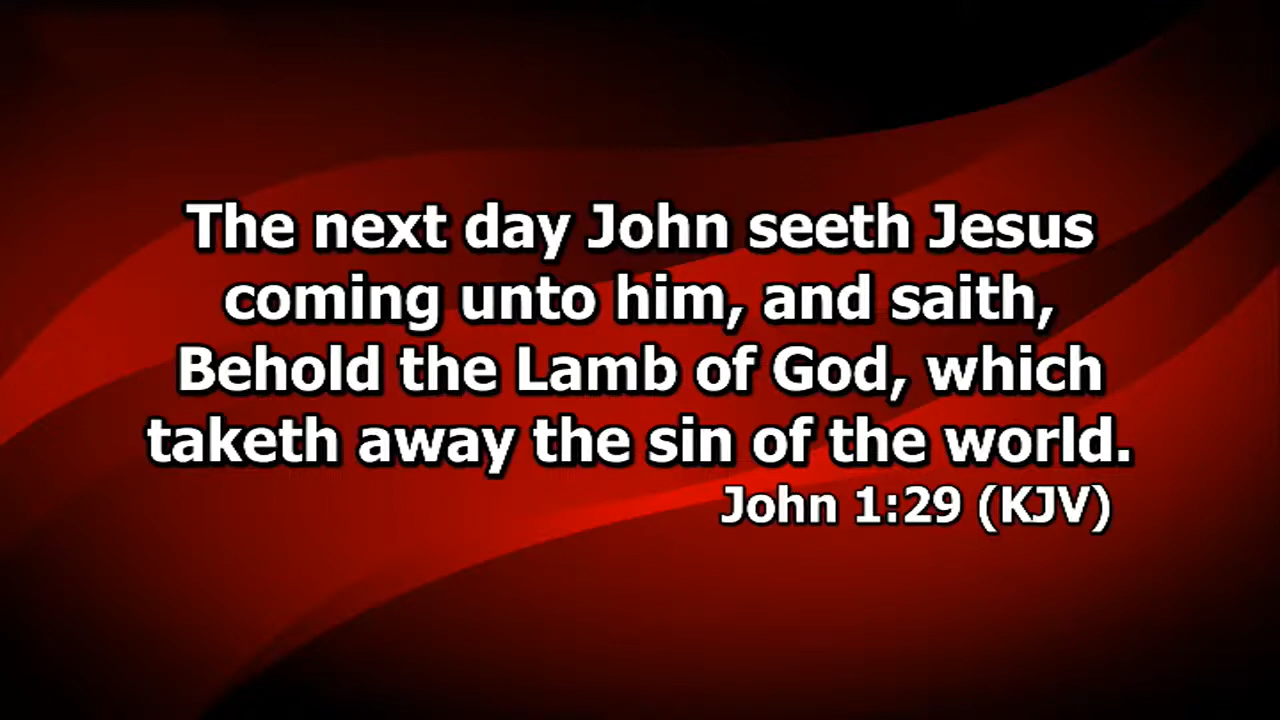 The next day John seeth Jesus
coming unto him, and saith,
Behold the Lamb of God, which
taketh away the sin of the world.
John 1:29 (KJV)